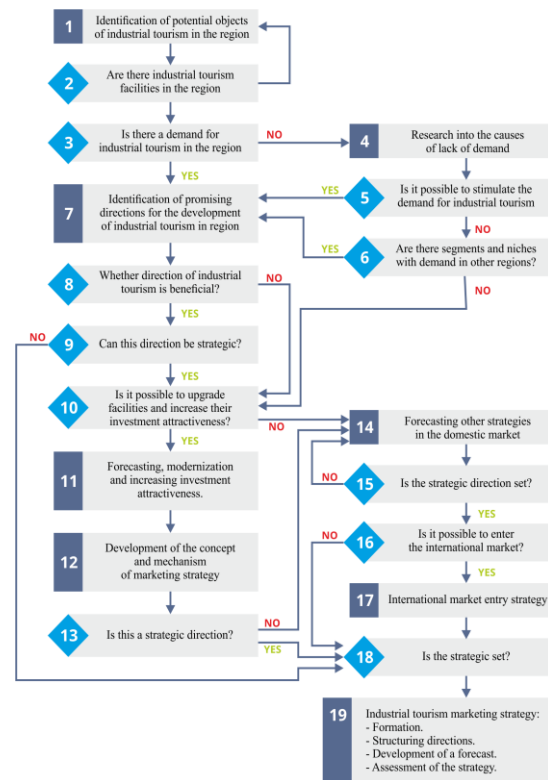 1
Identification of potential objects
of industrial tourism in the region
2
Are there industrial tourism
facilities in the region
3
Is there a demand for
industrial tourism in the region
NO
YES
4
Research into the causes
of lack of demand
5
Is it possible to stimulate the
demand for industrial tourism
YES
NO
6
Are there segments and niches
with demand in other regions?
YES
NO
7
Identification of promising
directions for the development
of industrial tourism in region
8
Whether direction of industrial
tourism is beneficial?
NO
YES
9
Can this direction be strategic?
NO
YES
10
Is it possible to upgrade
facilities and increase their
investment attractiveness?
NO
YES
11
Forecasting, modernization
and increasing investment
attractiveness.
12
Development of the concept
and mechanism
of marketing strategy
13
Is this a strategic direction?
NO
YES
14
Forecasting other strategies
in the domestic market
15
Is the strategic direction set?
NO
YES
16
Is it possible to enter
the international market?
NO
YES
17
International market entry strategy
18
Is the strategic set?
19
Industrial tourism marketing strategy:
- Formation.
- Structuring directions.
- Development of a forecast.
- Assessment of the strategy.